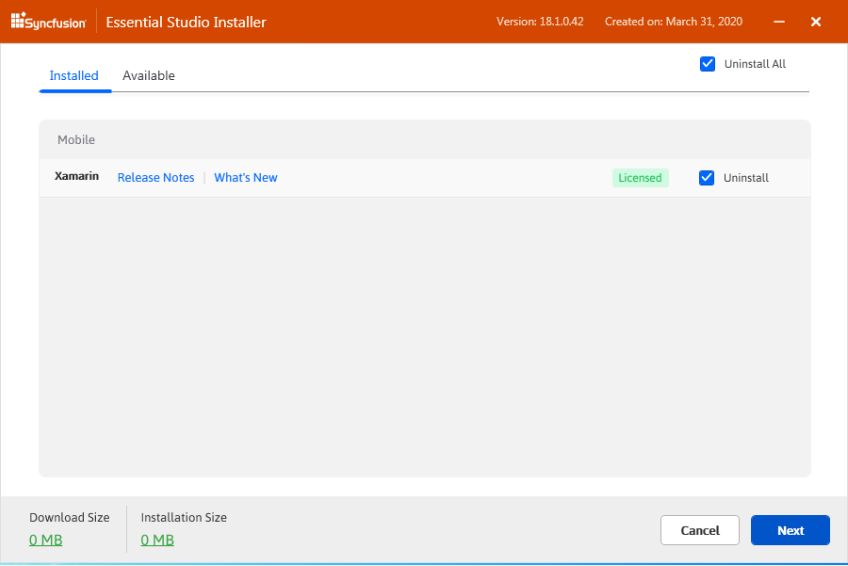 Syncfusion Essential Studio Installer Version: 18.1.0.42 Created on: March 31, 2020
Installed Available Uninstall All
Mobile
Xamarin Release Notes | What's New Licensed Uninstall
Download Size Installation Size
0 MB 0 MB
Cancel Next